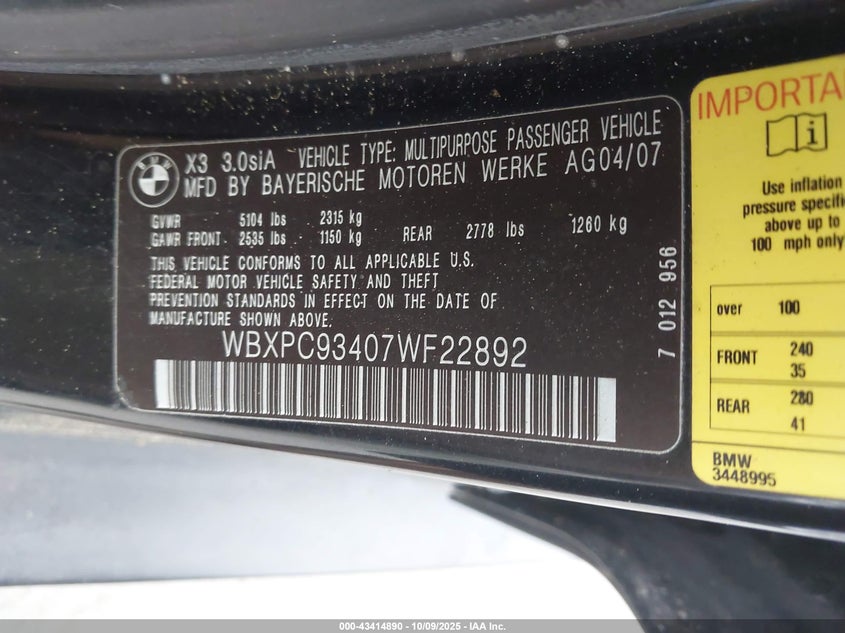 BMW
X3 3.0siA VEHICLE TYPE: MULTIPURPOSE PASSENGER VEHICLE
MFD BY BAYERISCHE MOTOREN WERKE AG04/07
GVWR 5104 lbs 2315 kg
GAWR FRONT: 2535 lbs 1150 kg REAR 2778 lbs 1260 kg
THIS VEHICLE CONFORMS TO ALL APPLICABLE U.S.
FEDERAL MOTOR VEHICLE SAFETY AND THEFT
PREVENTION STANDARDS IN EFFECT ON THE DATE OF
MANUFACTURE SHOWN ABOVE.
WBXPC93407WF22892
7 012 956
IMPORTA
i
Use inflation
pressure specifi
above up to
100 mph only
over 100
FRONT 240
35
REAR 280
41
BMW
3448995
000-43414890 - 10/09/2025 - IAA Inc.